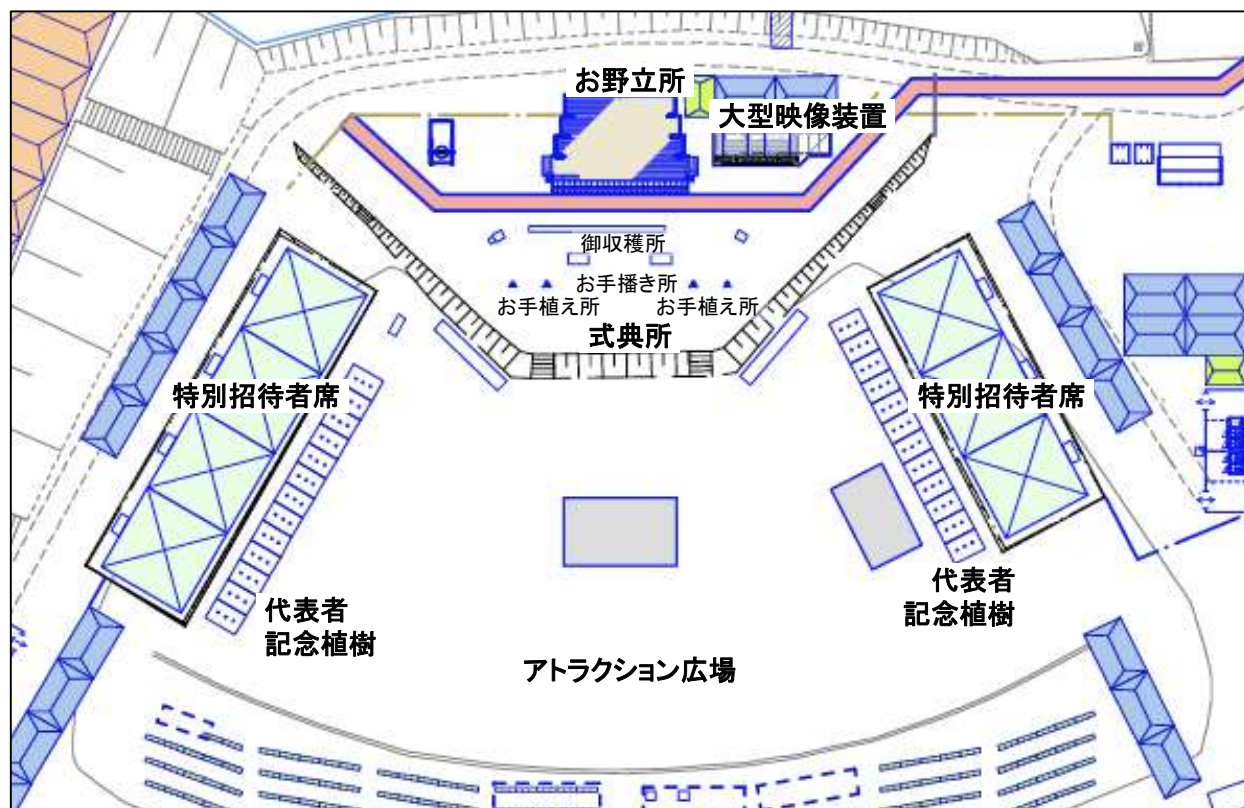 お野立所
大型映像装置
御収穫所
お手播き所
お手植え所
お手植え所
式典所
特別招待者席
特別招待者席
代表者
記念植樹
代表者
記念植樹
アトラクション広場